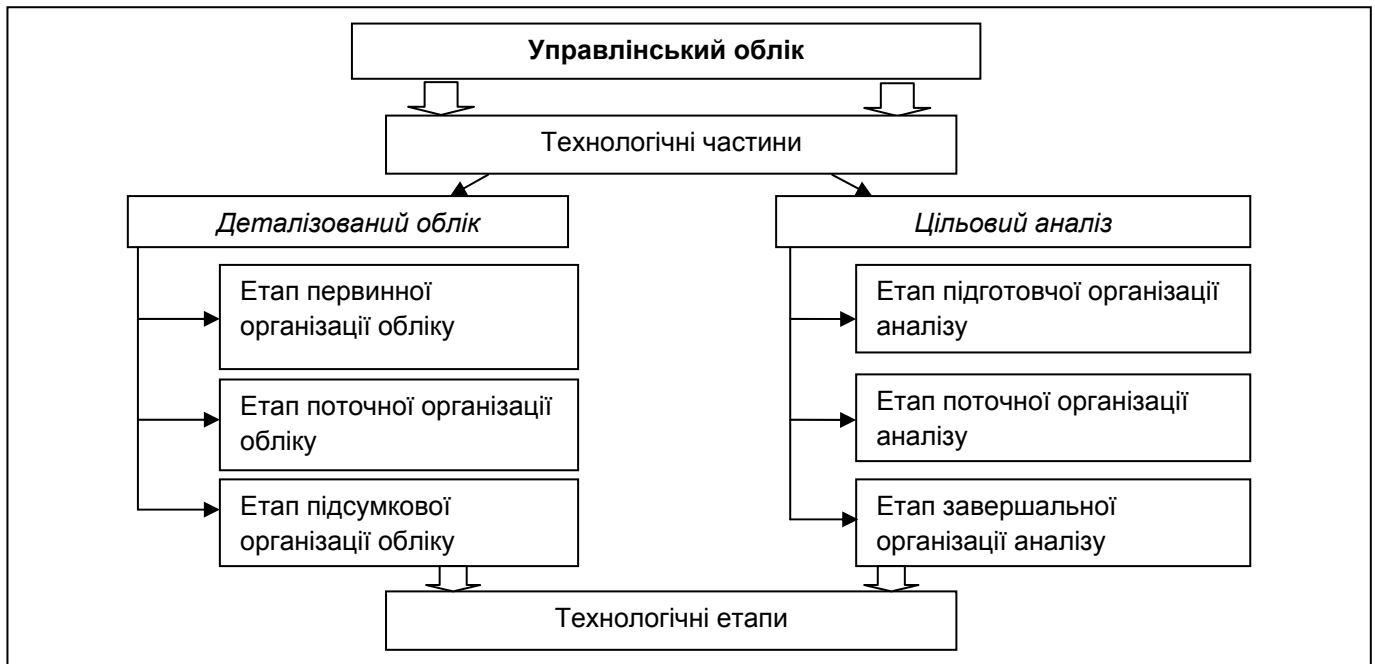 Управлінський облік
Технологічні частини
Деталізований облік
Етап первинної
організації обліку
Етап поточної організації
обліку
Етап підсумкової
організації обліку
Цільовий аналіз
Етап підготовчої організації
аналізу
Етап поточної організації
аналізу
Етап завершальної
організації аналізу
Технологічні етапи